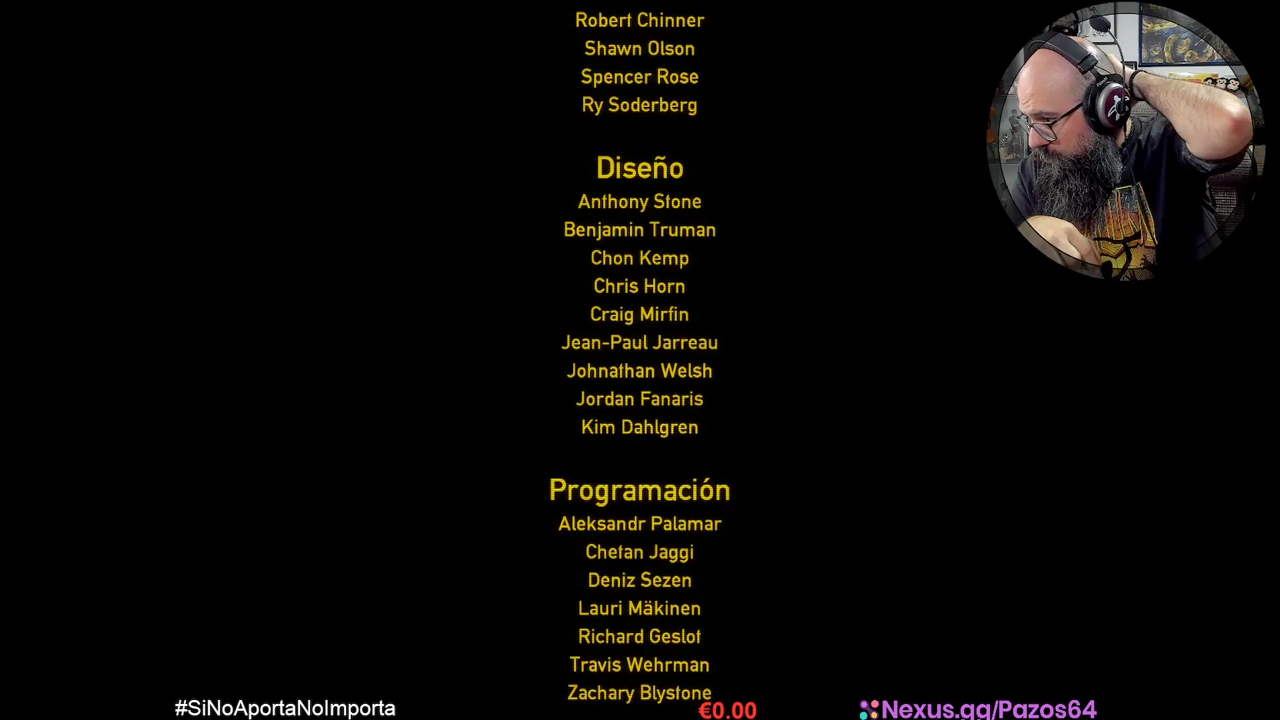 Robert Chinner
Shawn Olson
Spencer Rose
Ry Soderberg
Diseño
Anthony Stone
Benjamin Truman
Chon Kemp
Chris Horn
Craig Mirfin
Jean-Paul Jarreau
Johnathan Welsh
Jordan Fanaris
Kim Dahlgren
Programación
Aleksandr Palamar
Chetan Jaggi
Deniz Sezen
Lauri Mäkinen
Richard Geslot
Travis Wehrman
Zachary Blystone
#SiNoAportaNoImporta
€0.00
Nexus.gg/Pazos64